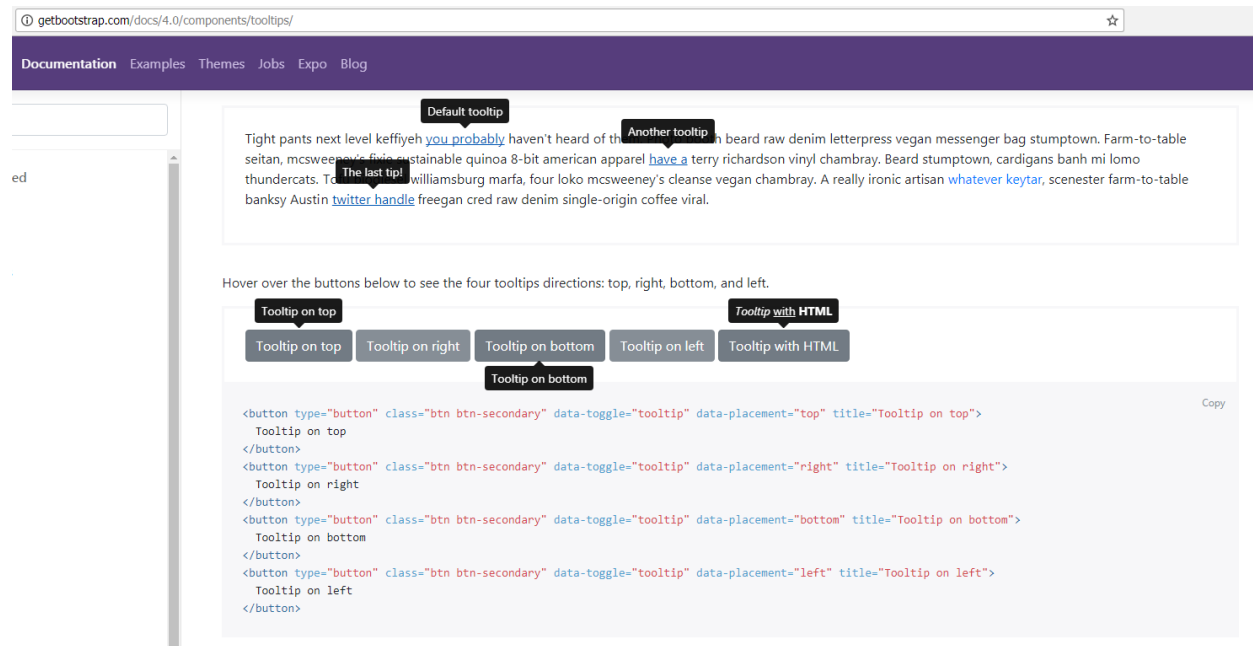 getbootstrap.com/docs/4.0/components/tooltips/
Documentation Examples Themes Jobs Expo Blog
ed
Default tooltip
Another tooltip
Tight pants next level keffiyeh you probably haven't heard of beard raw denim letterpress vegan messenger bag stumptown. Farm-to-table
seitan, mcsweeney's fixie sustainable quinoa 8-bit american apparel have a terry richardson vinyl chambray. Beard stumptown, cardigans banh mi lomo
The last tip!
thundercats. williamsburg marfa, four loko mcsweeney's cleanse vegan chambray. A really ironic artisan whatever keytar, scenester farm-to-table
banksy Austin twitter handle freegan cred raw denim single-origin coffee viral.
Hover over the buttons below to see the four tooltips directions: top, right, bottom, and left.
Tooltip on top Tooltip with HTML
Tooltip on top Tooltip on right Tooltip on bottom Tooltip on left Tooltip with HTML
Tooltip on bottom
Copy
<button type="button" class="btn btn-secondary" data-toggle="tooltip" data-placement="top" title="Tooltip on top">
Tooltip on top
</button>
<button type="button" class="btn btn-secondary" data-toggle="tooltip" data-placement="right" title="Tooltip on right">
Tooltip on right
</button>
<button type="button" class="btn btn-secondary" data-toggle="tooltip" data-placement="bottom" title="Tooltip on bottom">
Tooltip on bottom
</button>
<button type="button" class="btn btn-secondary" data-toggle="tooltip" data-placement="left" title="Tooltip on left">
Tooltip on left
</button>